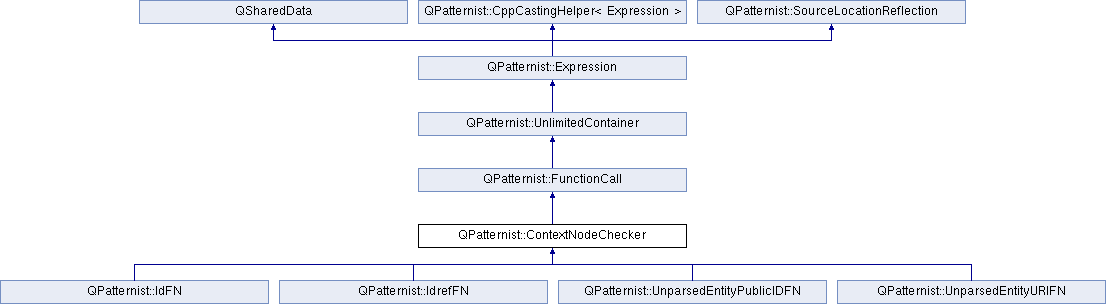 QSharedData
QPatternist::CppCastingHelper< Expression >
QPatternist::SourceLocationReflection
QPatternist::Expression
QPatternist::UnlimitedContainer
QPatternist::FunctionCall
QPatternist::ContextNodeChecker
QPatternist::IdFN
QPatternist::IdrefFN
QPatternist::UnparsedEntityPublicIDFN
QPatternist::UnparsedEntityURIFN